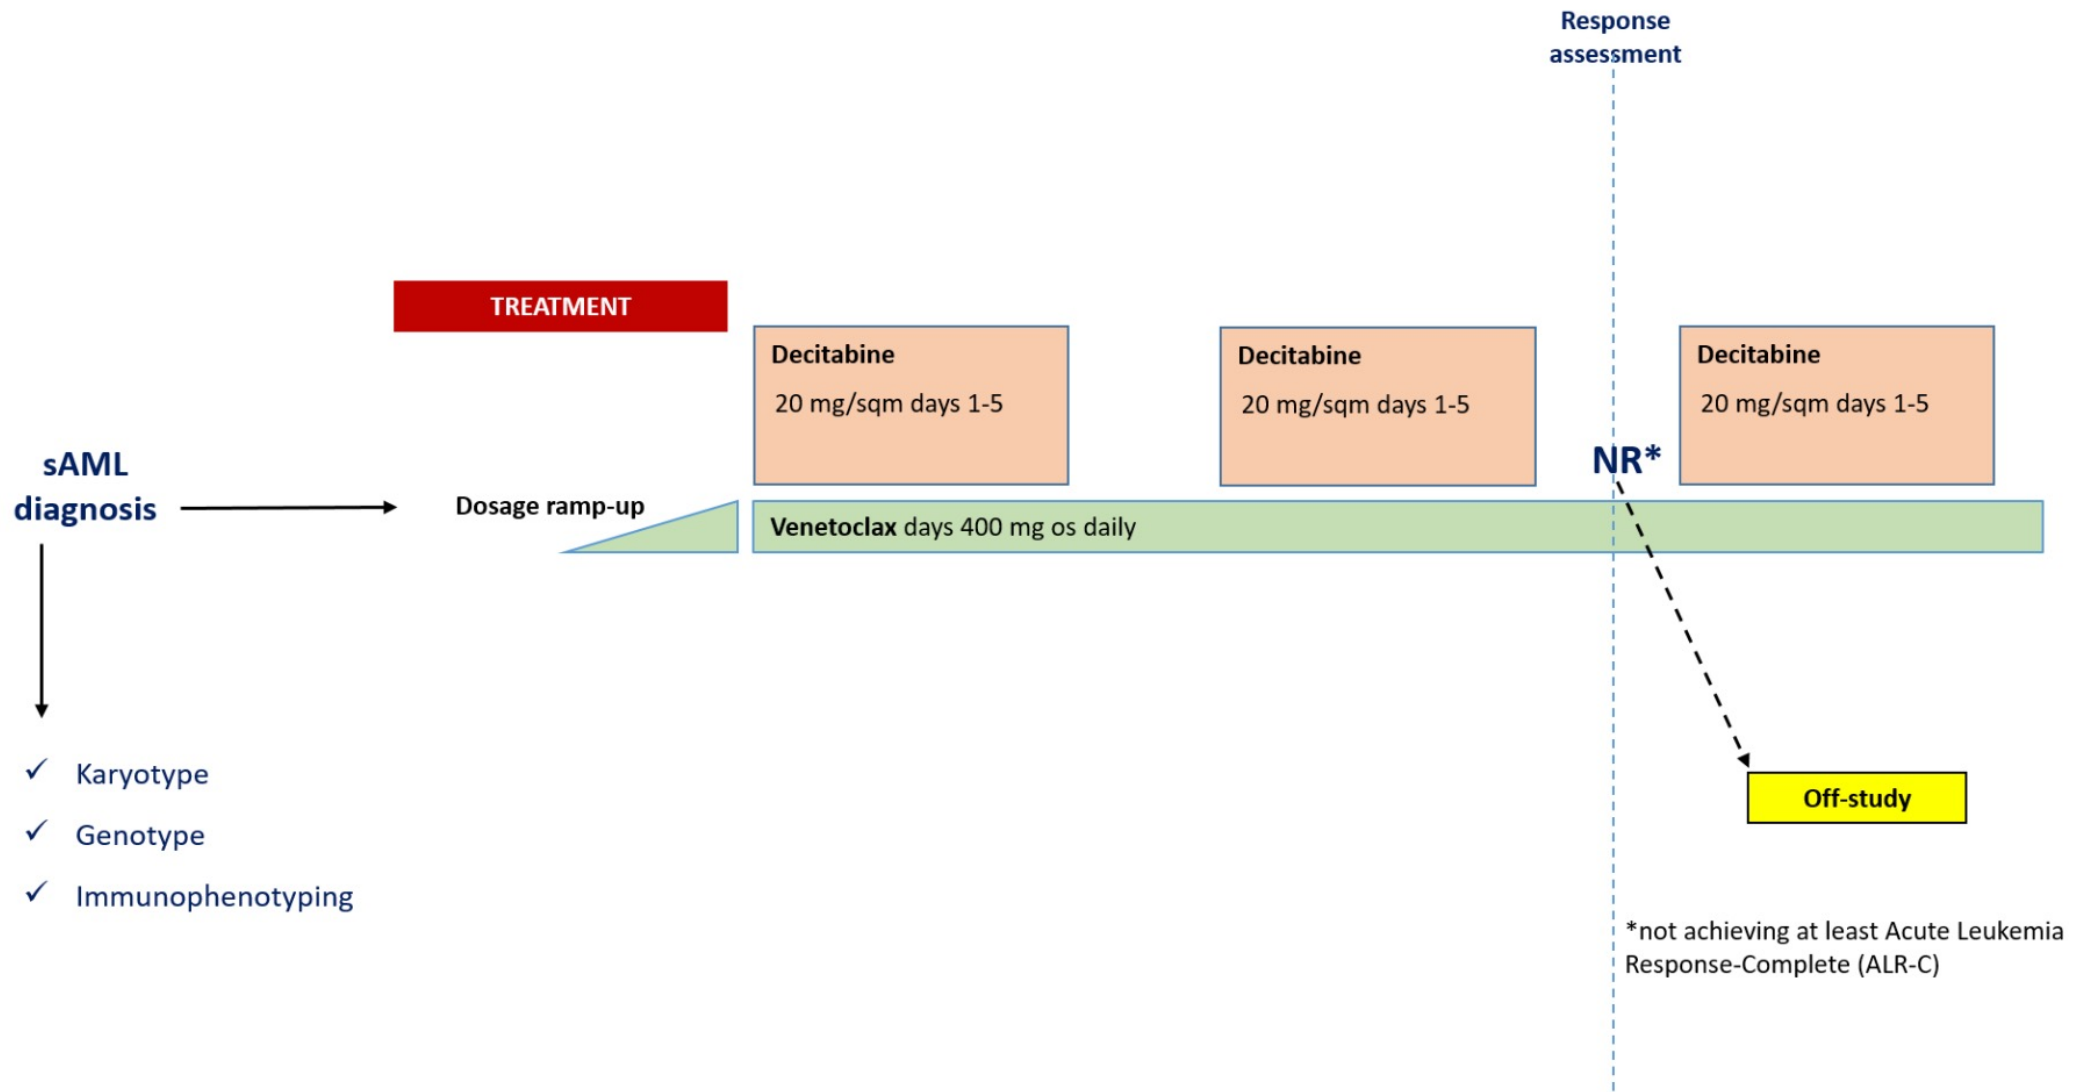 Response
assessment
TREATMENT
Decitabine
20 mg/sqm days 1-5
Decitabine
20 mg/sqm days 1-5
Decitabine
20 mg/sqm days 1-5
NR*
sAML
diagnosis
Dosage ramp-up
Venetoclax days 400 mg os daily
✓ Karyotype
✓ Genotype
✓ Immunophenotyping
Off-study
*not achieving at least Acute Leukemia
Response-Complete (ALR-C)